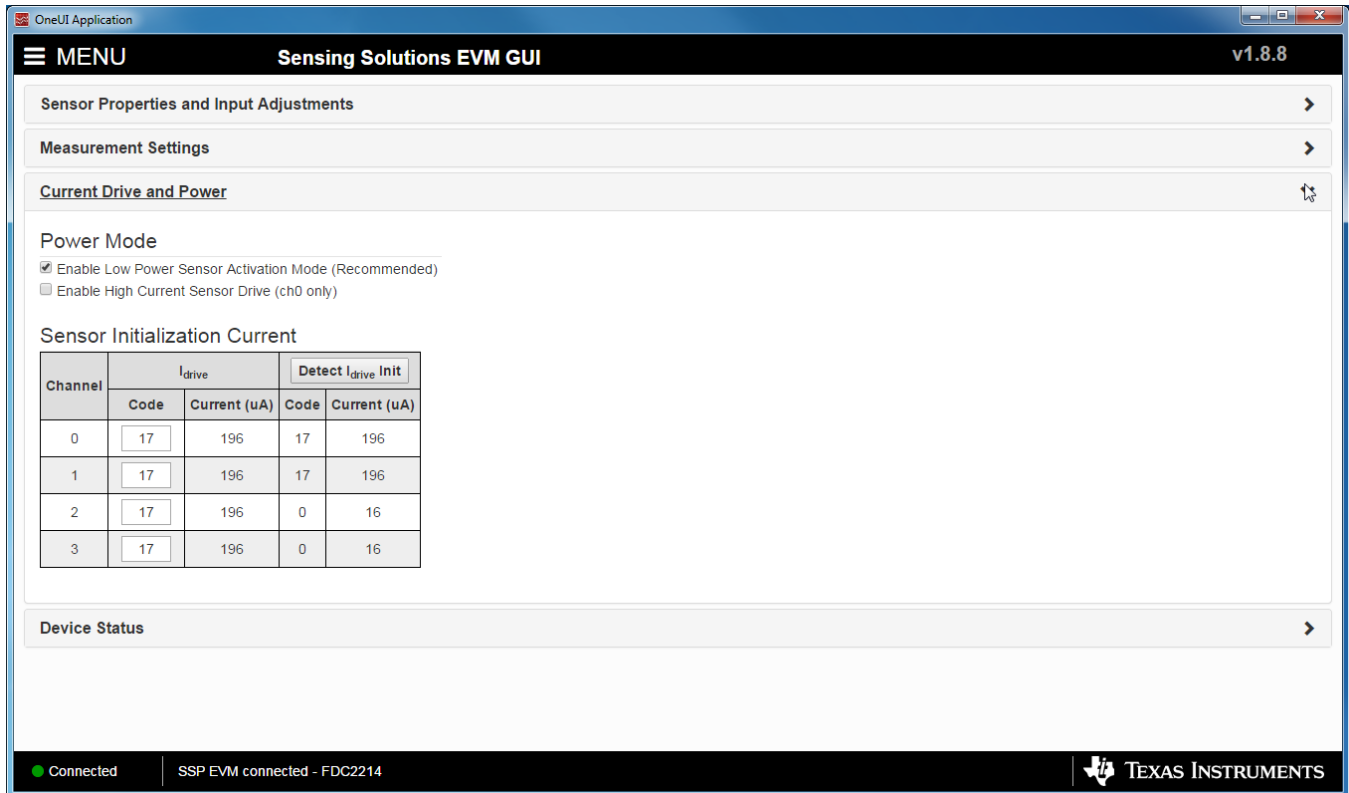 OneUI Application
MENU Sensing Solutions EVM GUI v1.8.8
Sensor Properties and Input Adjustments
Measurement Settings
Current Drive and Power
Power Mode
Enable Low Power Sensor Activation Mode (Recommended)
Enable High Current Sensor Drive (ch0 only)
Sensor Initialization Current
Channel Idrive Detect Idrive Init
Code Current (uA) Code Current (uA)
0 17 196 17 196
1 17 196 17 196
2 17 196 0 16
3 17 196 0 16
Device Status
Connected SSP EVM connected - FDC2214 TEXAS INSTRUMENTS